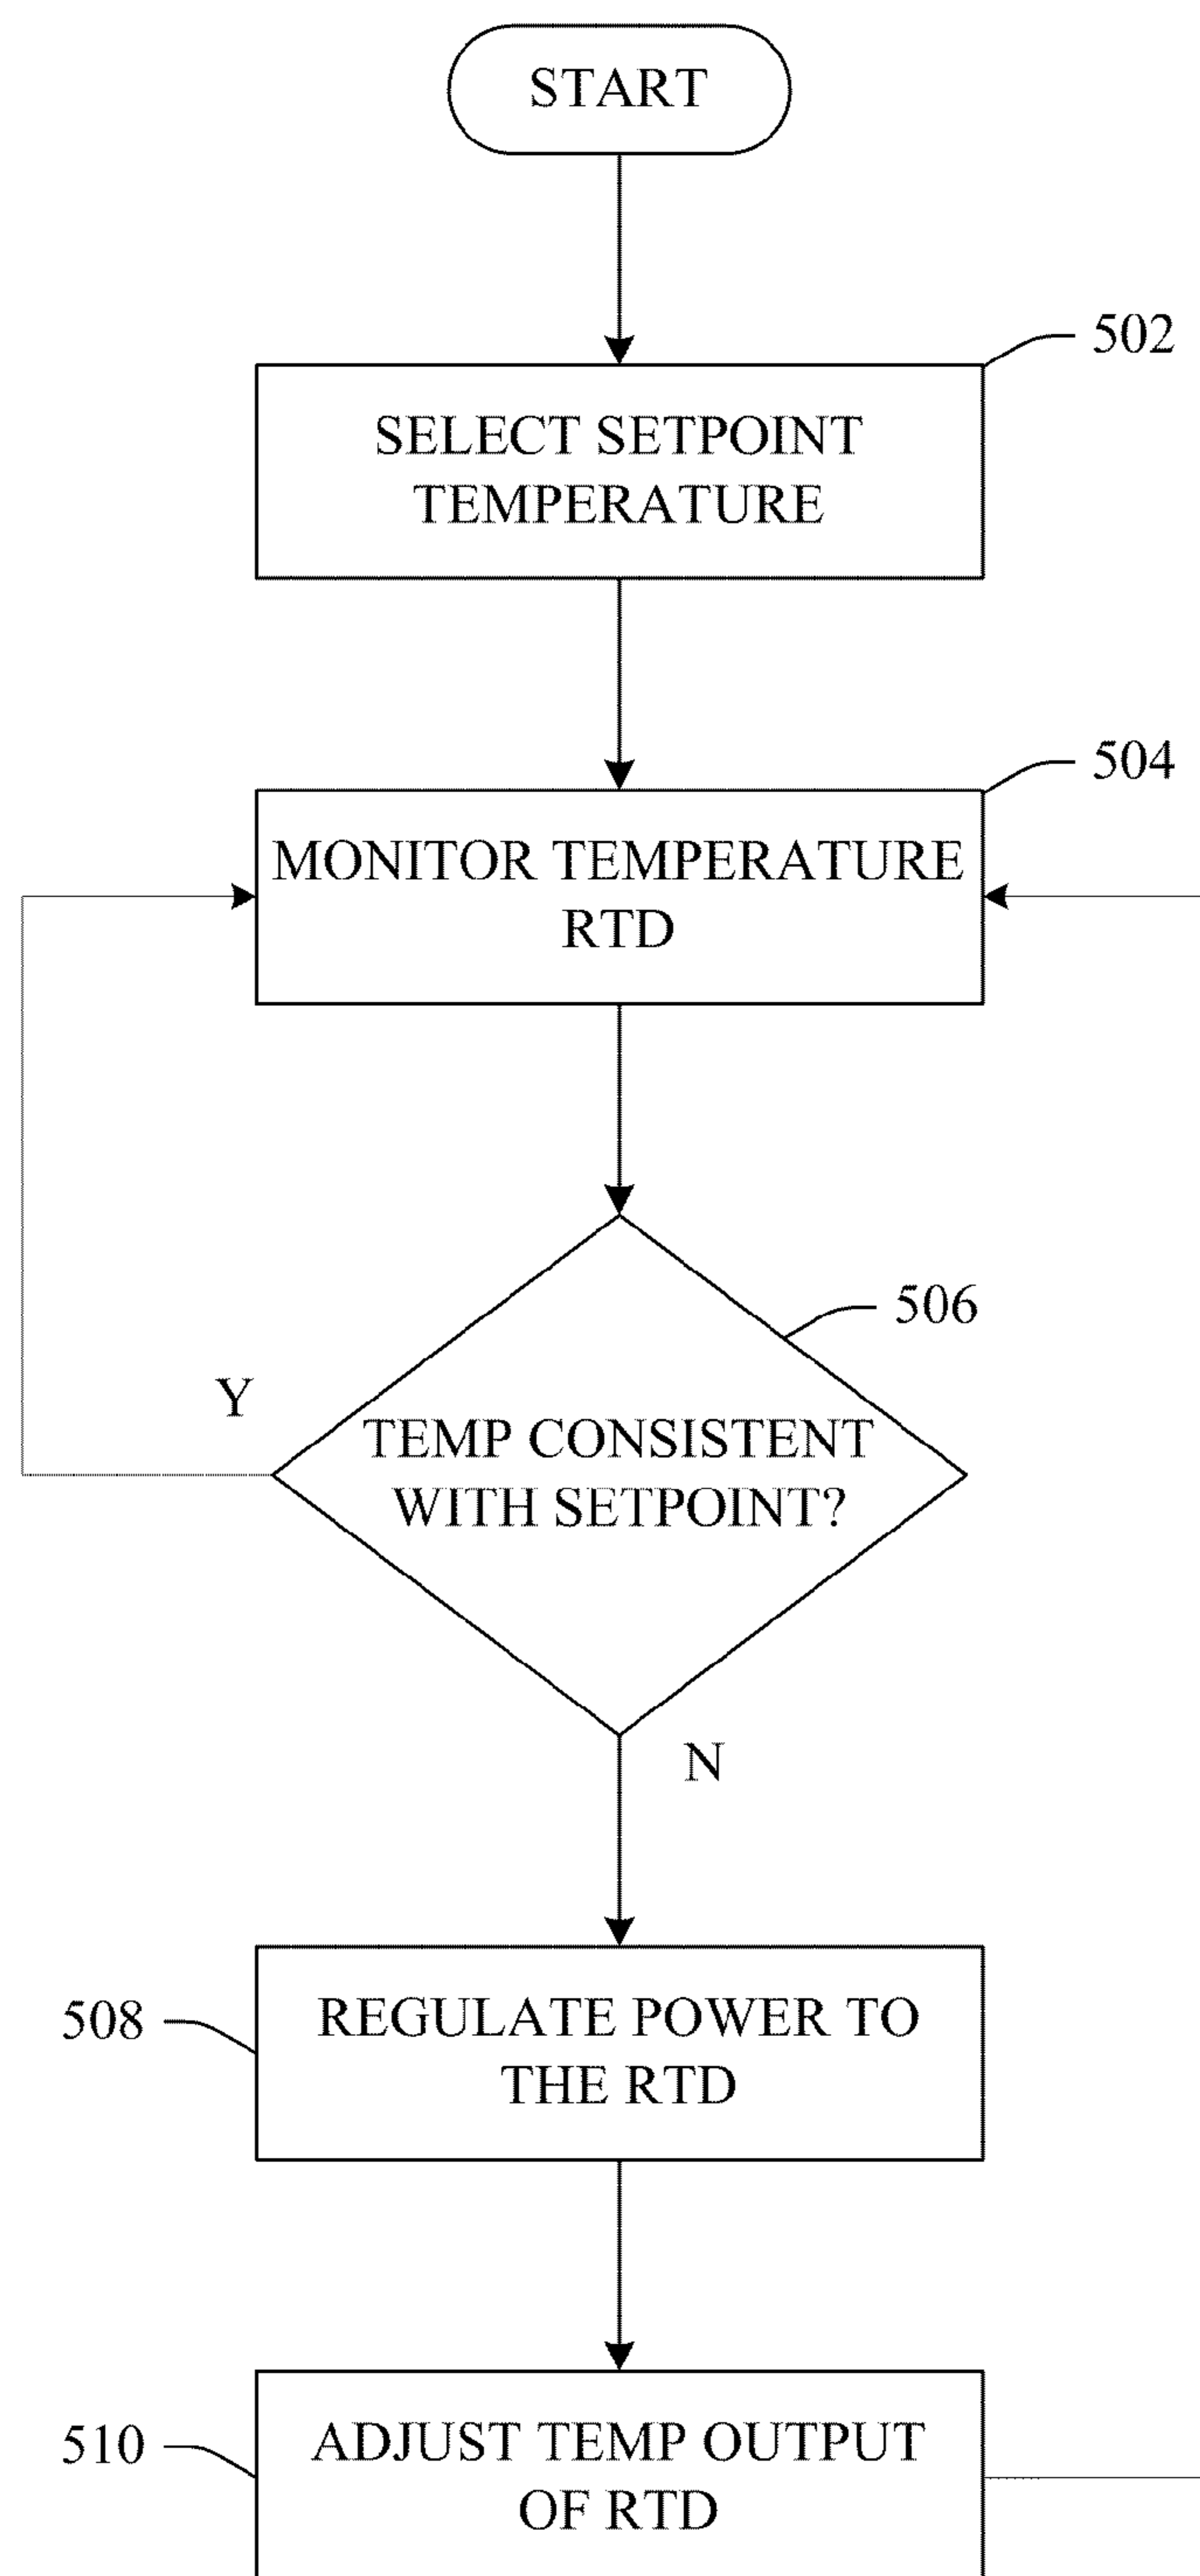 START
502
SELECT SETPOINT
TEMPERATURE
504
MONITOR TEMPERATURE
RTD
506
Y
TEMP CONSISTENT
WITH SETPOINT?
N
508
REGULATE POWER TO
THE RTD
510
ADJUST TEMP OUTPUT
OF RTD